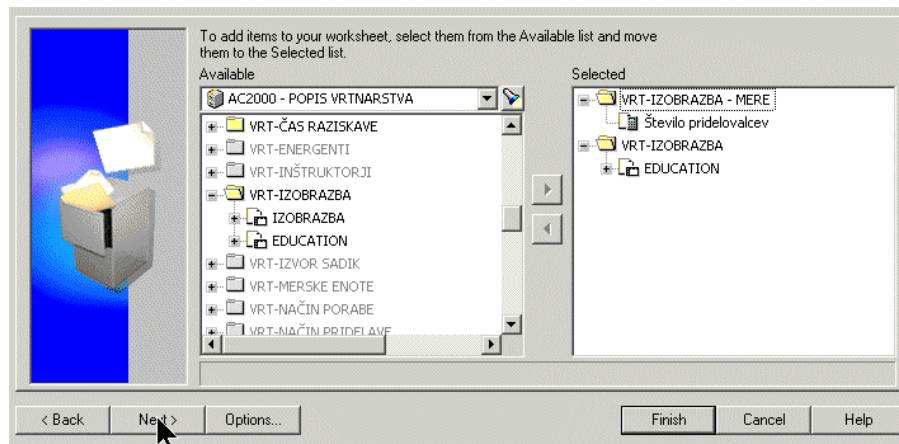 To add items to your worksheet, select them from the Available list and move
them to the Selected list.
Available
Selected
AC2000 - POPIS VRTNARSTVA
VRT-ČAS RAZISKAVE
VRT-ENERGENTI
VRT-INŠTRUKTORJI
VRT-IZOBRAZBA
IZOBRAZBA
EDUCATION
VRT-IZVOR SADIK
VRT-MERSKE ENOTE
VRT-NAČIN PORABE
VRT-NAČIN PRIDELAVE
VRT-IZOBRAZBA - MERE
Število pridelovalcev
VRT-IZOBRAZBA
EDUCATION
< Back
Next >
Options...
Finish
Cancel
Help